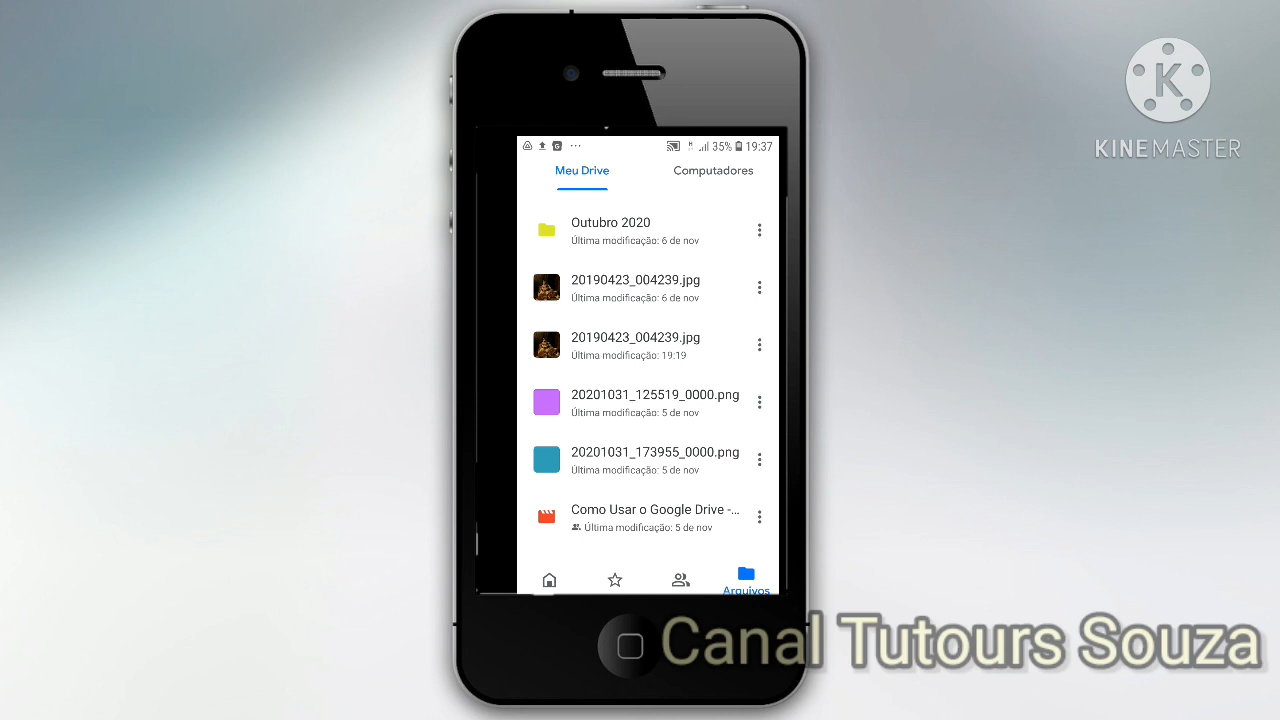 35% 19:37
Meu Drive
Computadores
Outubro 2020
Última modificação: 6 de nov
20190423_004239.jpg
Última modificação: 6 de nov
20190423_004239.jpg
Última modificação: 19:19
20201031_125519_0000.png
Última modificação: 5 de nov
20201031_173955_0000.png
Última modificação: 5 de nov
Como Usar o Google Drive -...
Última modificação: 5 de nov
Arquivos
K
KINEMASTER
Canal Tutours Souza